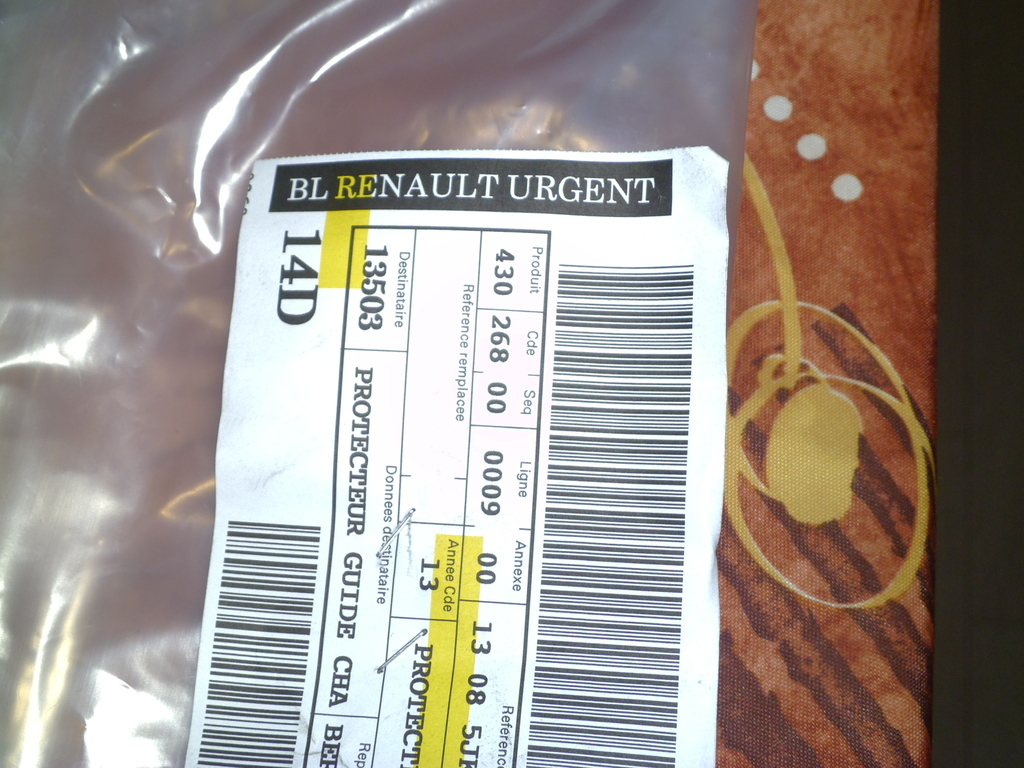 BL RENAULT URGENT
Produit Cde Seq Ligne Annexe
430 268 00 0009 00 13 08
Reference remplacee Annee Cde
13 PROTECT
Destinataire Donnees destinataire
13503 PROTECTEUR GUIDE CHA
14D